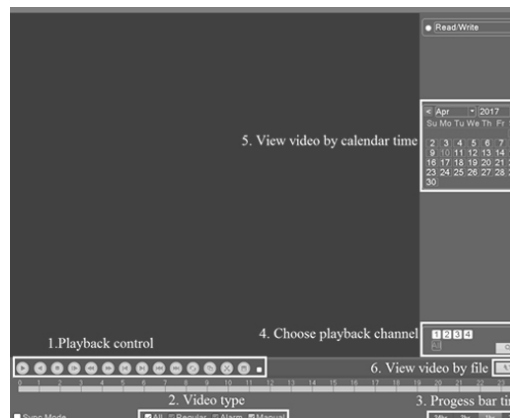 Read/Write
< Apr 2017
Su Mo Tu We Th Fr
2 3 4 5 6 7
5. View video by calendar time
9 10 11 12 13 14
16 17 18 19 20 21
23 24 25 26 27 28
30
4. Choose playback channel
1 2 3 4
1.Playback control
6. View video by file
0 1 2 3 4 5 6 7 8 9 10 11 12 13 14 15 16 17 18 19 20 21 22 23
2. Video type
3. Progess bar tim
Sync Mode
All Regular Alarm Manual